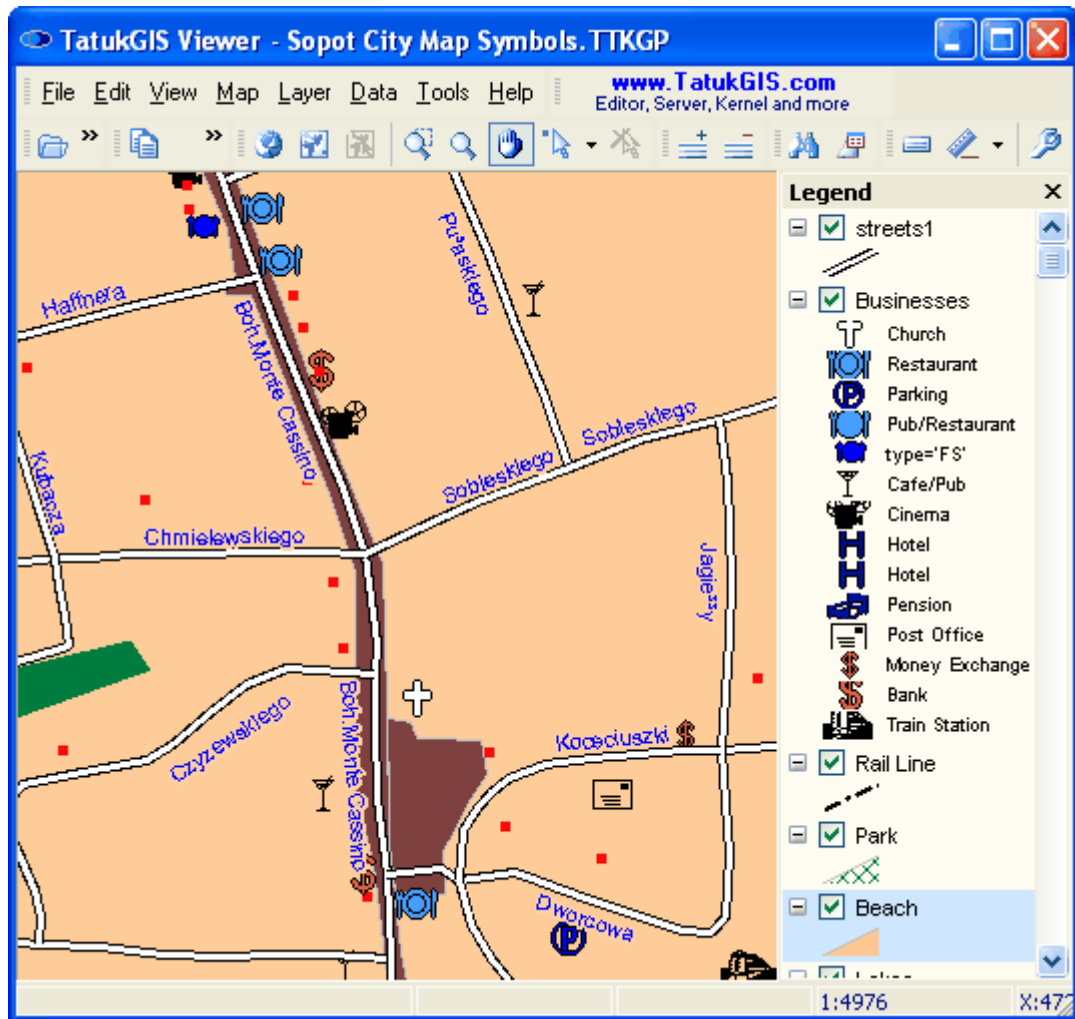 TatukGIS Viewer - Sopot City Map Symbols.TTKGP
File Edit View Map Layer Data Tools Help
www.TatukGIS.com
Editor, Server, Kernel and more
Legend
streets1
Businesses
Church
Restaurant
Parking
Pub/Restaurant
type='FS'
Cafe/Pub
Cinema
Hotel
Hotel
Pension
Post Office
Money Exchange
Bank
Train Station
Rail Line
Park
Beach
Haffnera
Boh.Monte Cassino
Pu³askiego
Sobieskiego
Sobieskiego
Kubacza
Chmielewskiego
Czyzewskiego
Boh.Monte Cassino
Koosciuszki
Dworcowa
1:4976
X:472